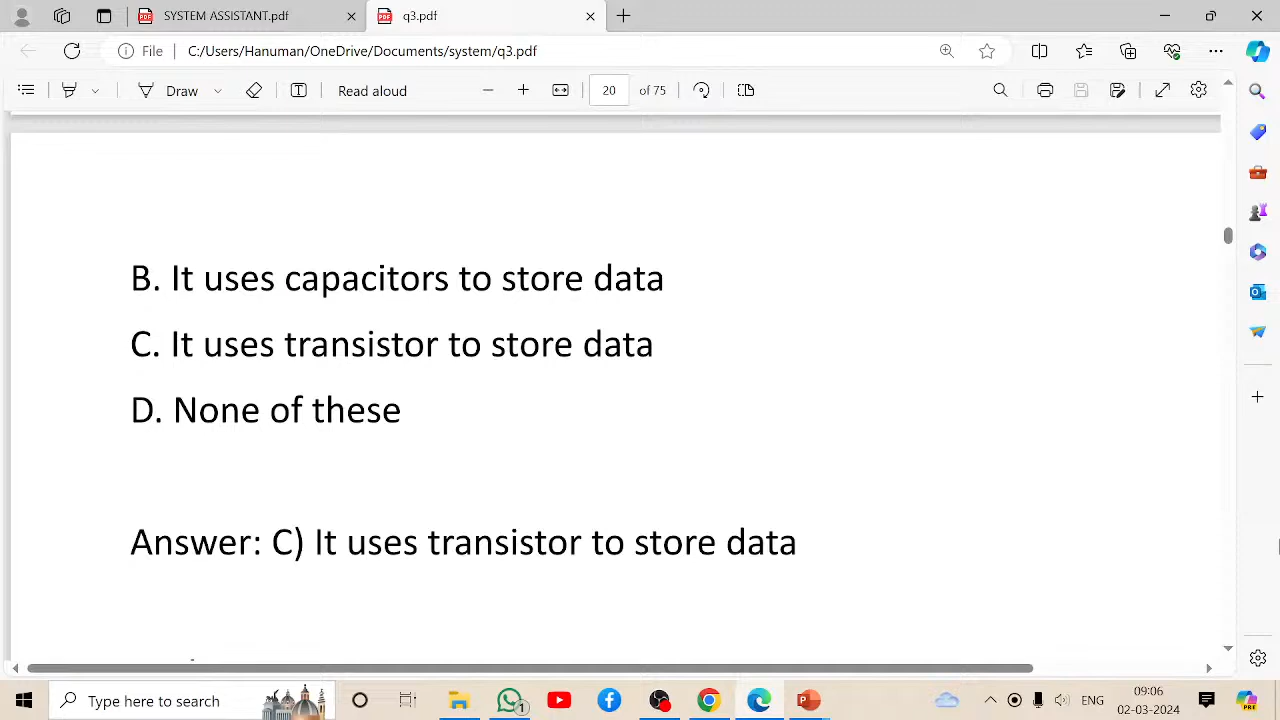 SYSTEM ASSISTANT.pdf
q3.pdf
File
C:/Users/Hanuman/OneDrive/Documents/system/q3.pdf
Draw
Read aloud
20 of 75
B. It uses capacitors to store data
C. It uses transistor to store data
D. None of these
Answer: C) It uses transistor to store data
Type here to search
1
ENG
09:06
02-03-2024